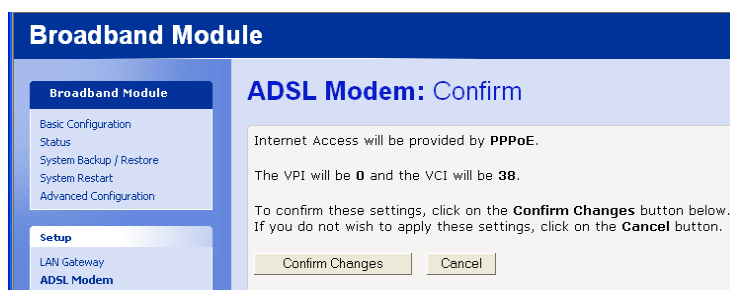 Broadband Module
Broadband Module
Basic Configuration
Status
System Backup / Restore
System Restart
Advanced Configuration
Setup
LAN Gateway
ADSL Modem
ADSL Modem: Confirm
Internet Access will be provided by PPPoE.
The VPI will be 0 and the VCI will be 38.
To confirm these settings, click on the Confirm Changes button below.
If you do not wish to apply these settings, click on the Cancel button.
Confirm Changes Cancel